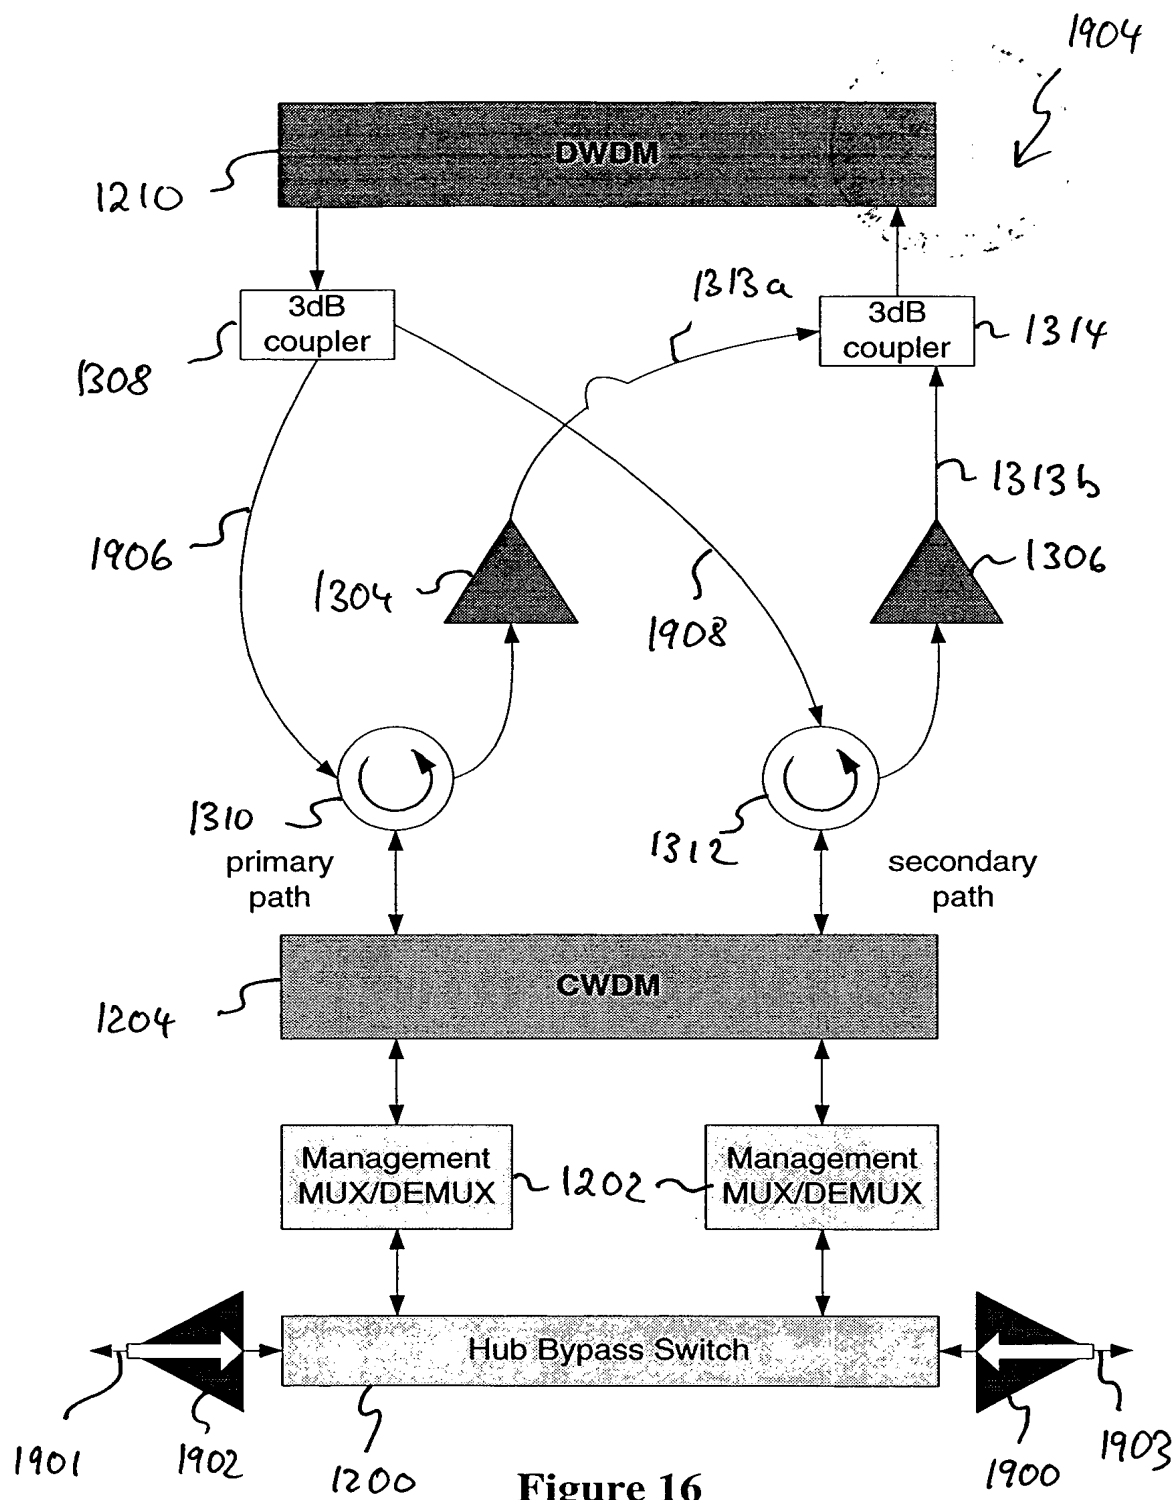 1904
DWDM
1210
1313a
3dB
coupler
3dB
coupler
1314
1308
1313b
1906
1304
1306
1908
1310
1312
primary
path
secondary
path
CWDM
1204
Management
MUX/DEMUX
1202
Management
MUX/DEMUX
Hub Bypass Switch
1901
1902
1200
1900
1903
Figure 16